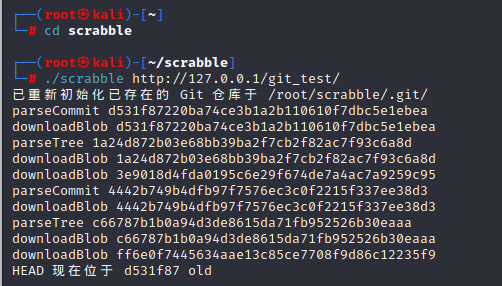 ┌──(root㉿kali)-[~]
└─# cd scrabble
┌──(root㉿kali)-[~/scrabble]
└─# ./scrabble http://127.0.0.1/git_test/
已重新初始化已存在的 Git 仓库于 /root/scrabble/.git/
parseCommit d531f87220ba74ce3b1a2b110610f7dbc5e1ebea
downloadBlob d531f87220ba74ce3b1a2b110610f7dbc5e1ebea
parseTree 1a24d872b03e68bb39ba2f7cb2f82ac7f93c6a8d
downloadBlob 1a24d872b03e68bb39ba2f7cb2f82ac7f93c6a8d
downloadBlob 3e9018d4fda0195c6e29f674de7a4ac7a9259c95
parseCommit 4442b749b4dfb97f7576ec3c0f2215f337ee38d3
downloadBlob 4442b749b4dfb97f7576ec3c0f2215f337ee38d3
parseTree c66787b1b0a94d3de8615da71fb952526b30eaaa
downloadBlob c66787b1b0a94d3de8615da71fb952526b30eaaa
downloadBlob ff6e0f7445634aae13c85ce7708f9d86c12235f9
HEAD 现在位于 d531f87 old